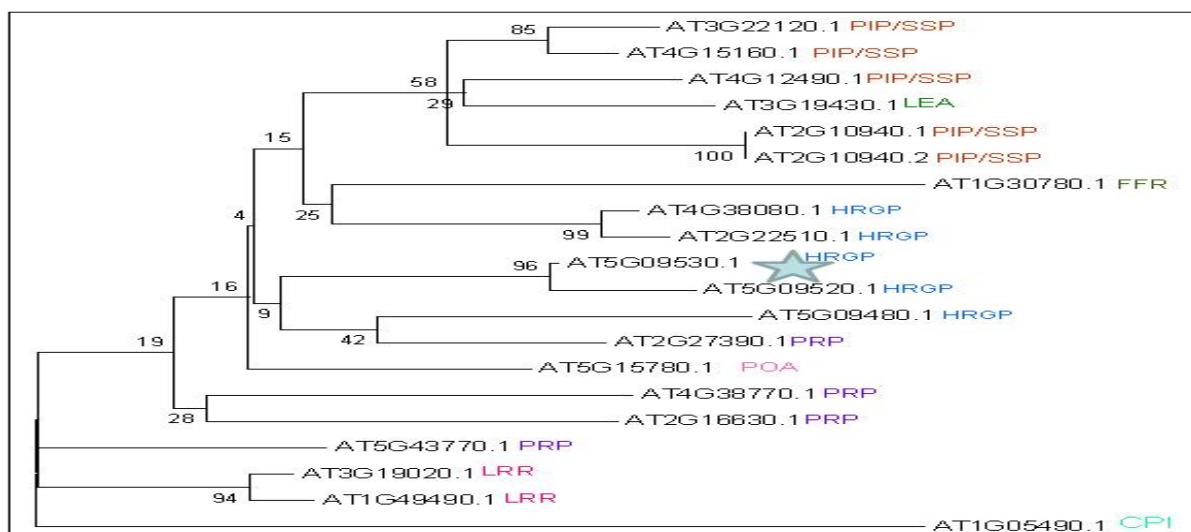 85
AT3G22120.1 PIP/SSP
AT4G15160.1 PIP/SSP
58
AT4G12490.1 PIP/SSP
29
AT3G19430.1 LEA
15
AT2G10940.1 PIP/SSP
100
AT2G10940.2 PIP/SSP
AT1G30780.1 FFR
4
25
AT4G38080.1 HRGP
99
AT2G22510.1 HRGP
96
AT5G09530.1 HRGP
16
AT5G09520.1 HRGP
9
AT5G09480.1 HRGP
19
42
AT2G27390.1 PRP
AT5G15780.1 POA
AT4G38770.1 PRP
28
AT2G16630.1 PRP
AT5G43770.1 PRP
AT3G19020.1 LRR
94
AT1G49490.1 LRR
AT1G05490.1 CPI